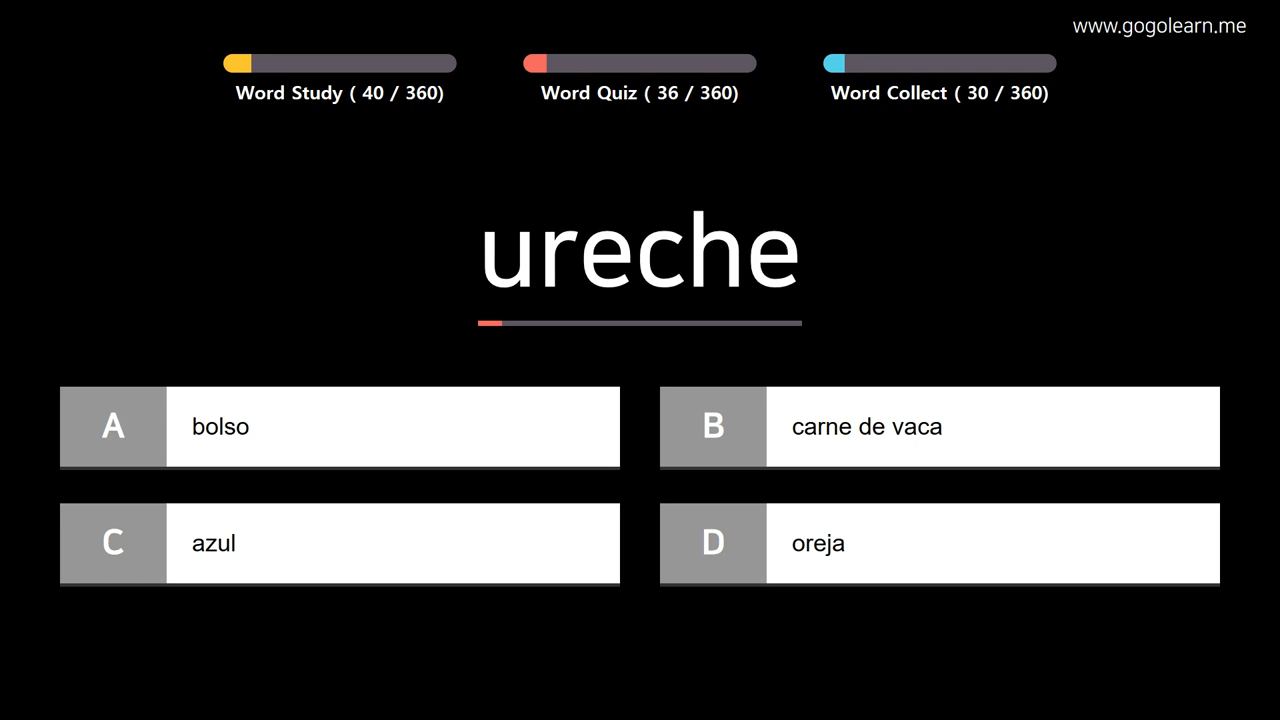 www.gogolearn.me
Word Study ( 40 / 360)
Word Quiz ( 36 / 360)
Word Collect ( 30 / 360)
ureche
A bolso
B carne de vaca
C azul
D oreja